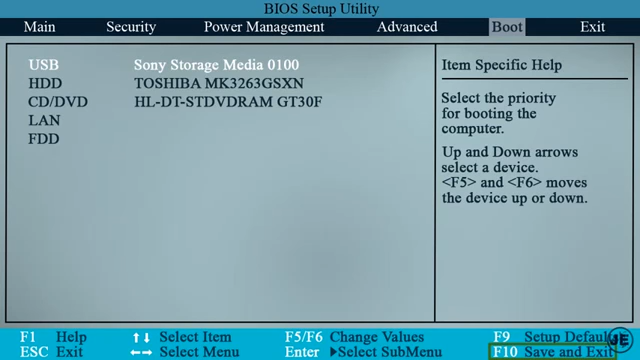 BIOS Setup Utility
Main Security Power Management Advanced Boot Exit
USB Sony Storage Media 0100
HDD TOSHIBA MK3263GSXN
CD/DVD HL-DT-STDVDRAM GT30F
LAN
FDD
Item Specific Help
Select the priority
for booting the
computer.
Up and Down arrows
select a device.
<F5> and <F6> moves
the device up or down.
F1 Help ↑↓ Select Item F5/F6 Change Values F9 Setup Default
ESC Exit ←→ Select Menu Enter ▶Select SubMenu F10 Save and Exit
JE